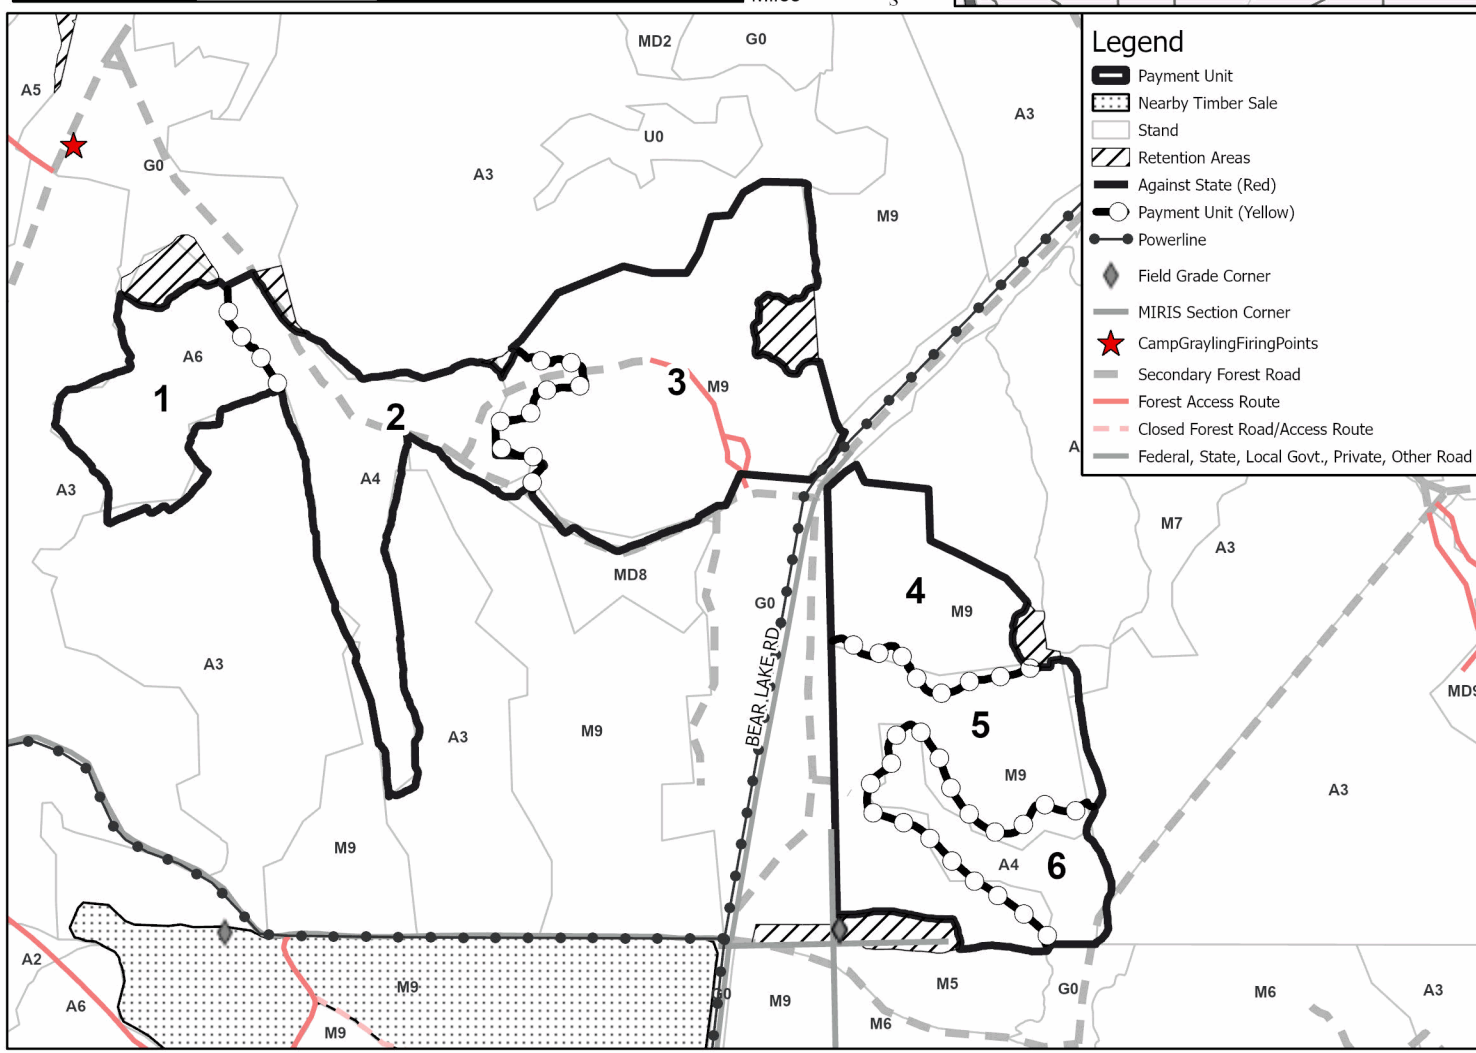 S
MD2
G0
A5
A3
U0
G0
A3
M9
A6
1
3
M9
2
A4
A3
MD8
M7
A3
4
M9
G0
A3
BEAR LAKE RD
5
M9
A3
M9
M9
A3
MD9
M9
A4
6
A2
M9
M5
G0
M6
A3
A6
M9
M6
M9
Legend
Payment Unit
Nearby Timber Sale
Stand
Retention Areas
Against State (Red)
Payment Unit (Yellow)
Powerline
Field Grade Corner
MIRIS Section Corner
CampGraylingFiringPoints
Secondary Forest Road
Forest Access Route
Closed Forest Road/Access Route
Federal, State, Local Govt., Private, Other Road